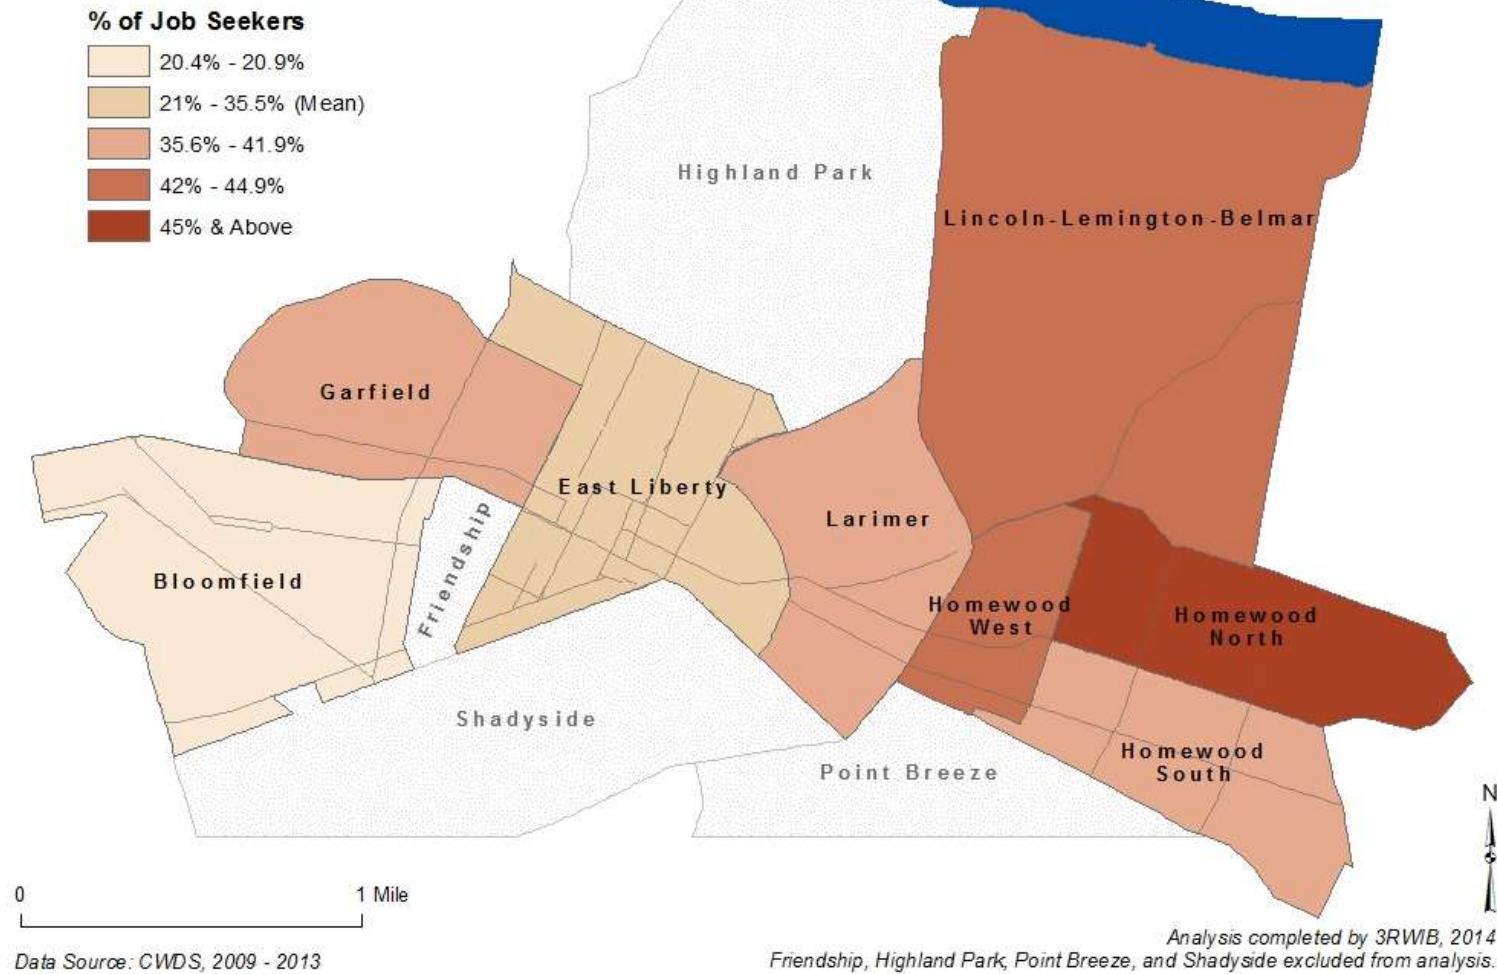 % of Job Seekers
20.4% - 20.9%
21% - 35.5% (Mean)
35.6% - 41.9%
42% - 44.9%
45% & Above
Highland Park
Lincoln-Lemington-Belmar
Garfield
East Liberty
Larimer
Friendship
Bloomfield
Homewood
West
Homewood
North
Shadyside
Point Breeze
Homewood
South
N
0 1 Mile
Analysis completed by 3RWIB, 2014
Data Source: CWDS, 2009 - 2013
Friendship, Highland Park, Point Breeze, and Shadyside excluded from analysis.